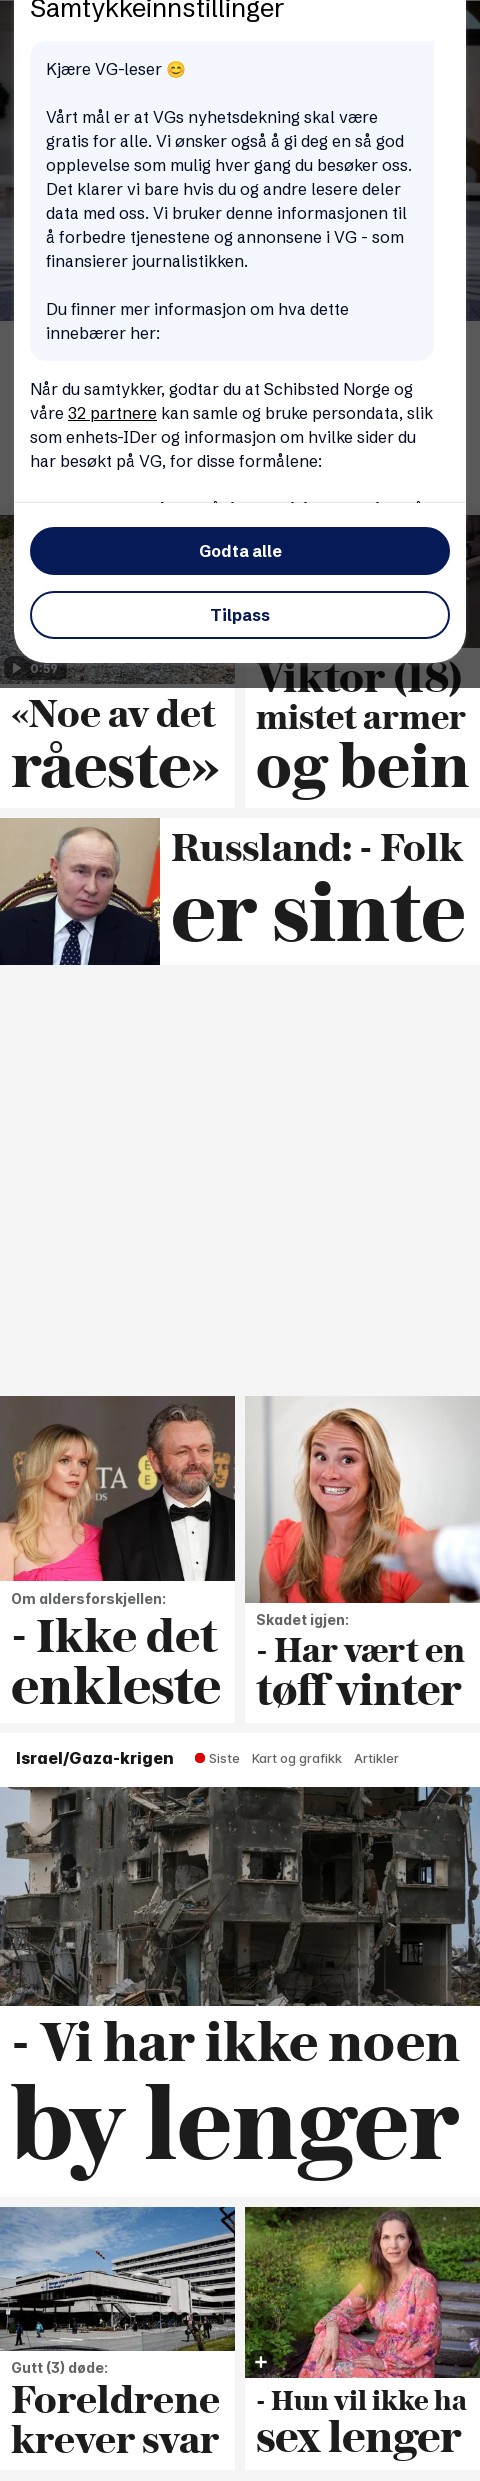 Samtykkeinnstillinger
Kjære VG-leser 😊
Vårt mål er at VGs nyhetsdekning skal være
gratis for alle. Vi ønsker også å gi deg en så god
opplevelse som mulig hver gang du besøker oss.
Det klarer vi bare hvis du og andre lesere deler
data med oss. Vi bruker denne informasjonen til
å forbedre tjenestene og annonsene i VG - som
finansierer journalistikken.
Du finner mer informasjon om hva dette
innebærer her:
Når du samtykker, godtar du at Schibsted Norge og
våre 32 partnere kan samle og bruke persondata, slik
som enhets-IDer og informasjon om hvilke sider du
har besøkt på VG, for disse formålene:
Godta alle
Tilpass
0:59
«Noe av det
råeste»
Viktor (18)
mistet armer
og bein
Russland: - Folk
er sinte
Om aldersforskjellen:
- Ikke det
enkleste
Skadet igjen:
- Har vært en
tøff vinter
Israel/Gaza-krigen
Siste Kart og grafikk Artikler
- Vi har ikke noen
by lenger
Gutt (3) døde:
Foreldrene
krever svar
- Hun vil ikke ha
sex lenger